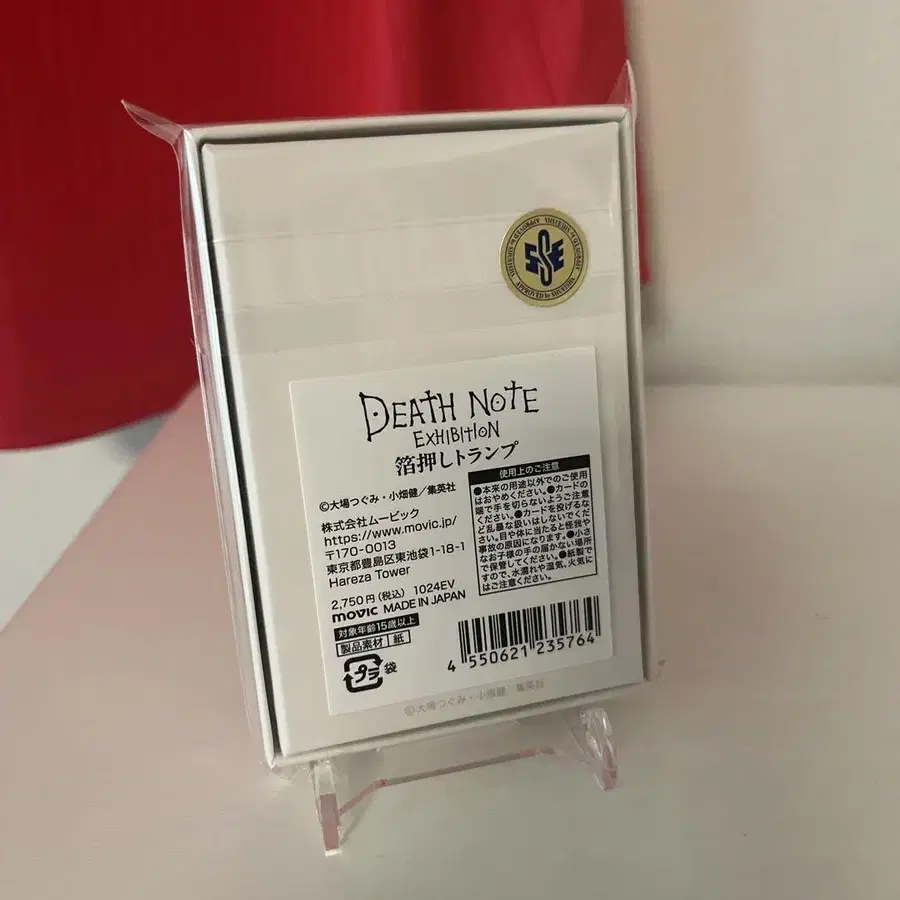 APPROVED by SHUEISHA
SSE
DEATH NOTE
EXHIBITION
箔押しトランプ
©大場つぐみ・小畑健／集英社
株式会社ムービック
https://www.movic.jp/
〒170-0013
東京都豊島区東池袋1-18-1
Hareza Tower
2,750円(税込) 1024EV
movic MADE IN JAPAN
対象年齢15歳以上
製品素材 紙
プラ 袋
使用上のご注意
●本来の用途以外でのご使用
はおやめください。●カードの
端で手を切らないようご注意
ください。●カードを投げるな
ど乱暴な扱いはしないでくだ
さい。目や体に当たると怪我や
事故の原因になります。●小さ
なお子様の手の届かない場所
で保管してください。●紙製で
すので、水濡れや湿気、火気に
はご注意ください。
4 550621 235764
©大場つぐみ・小畑健 集英社